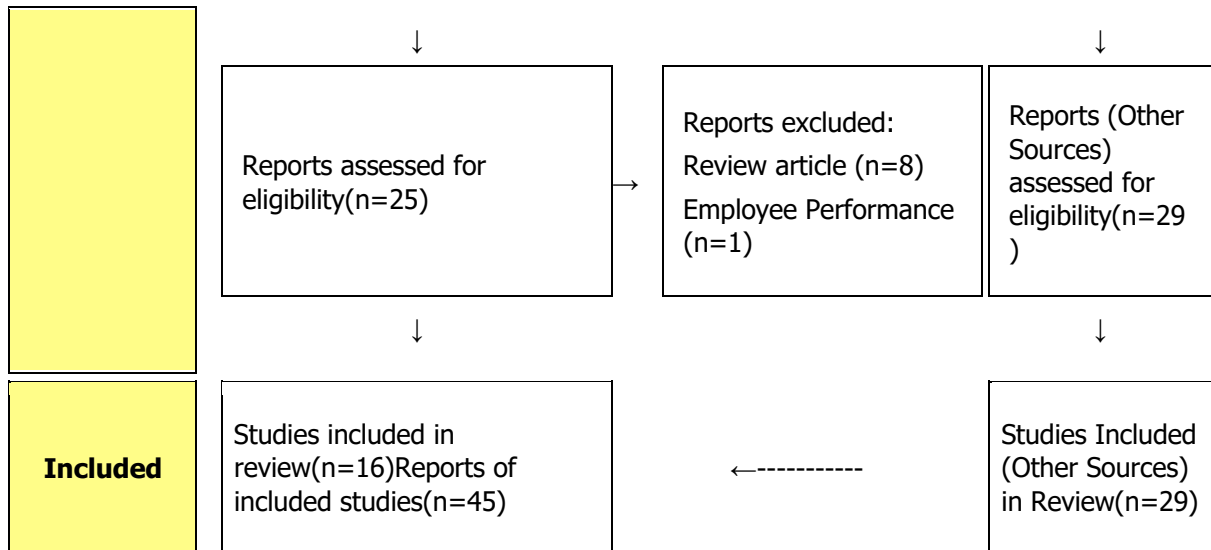 ↓ ↓
Reports assessed for
eligibility(n=25)
→
Reports excluded:
Review article (n=8)
Employee Performance
(n=1)
Reports (Other
Sources)
assessed for
eligibility(n=29
)
↓ ↓
Included
Studies included in
review(n=16)Reports of
included studies(n=45)
←-----------
Studies Included
(Other Sources)
in Review(n=29)